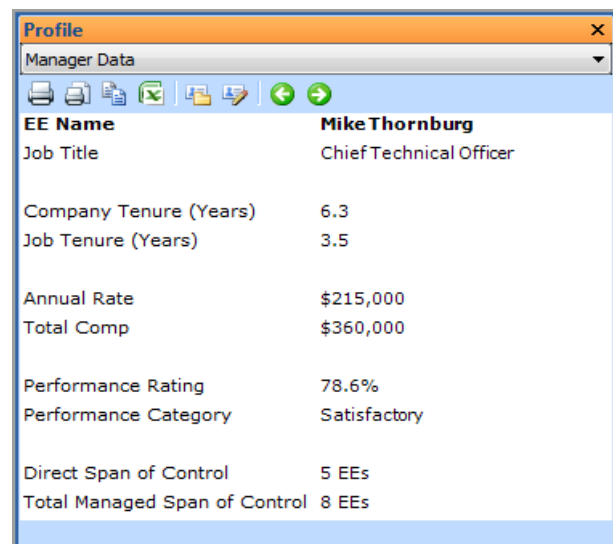 Profile
Manager Data
EE Name Mike Thornburg
Job Title Chief Technical Officer
Company Tenure (Years) 6.3
Job Tenure (Years) 3.5
Annual Rate $215,000
Total Comp $360,000
Performance Rating 78.6%
Performance Category Satisfactory
Direct Span of Control 5 EEs
Total Managed Span of Control 8 EEs